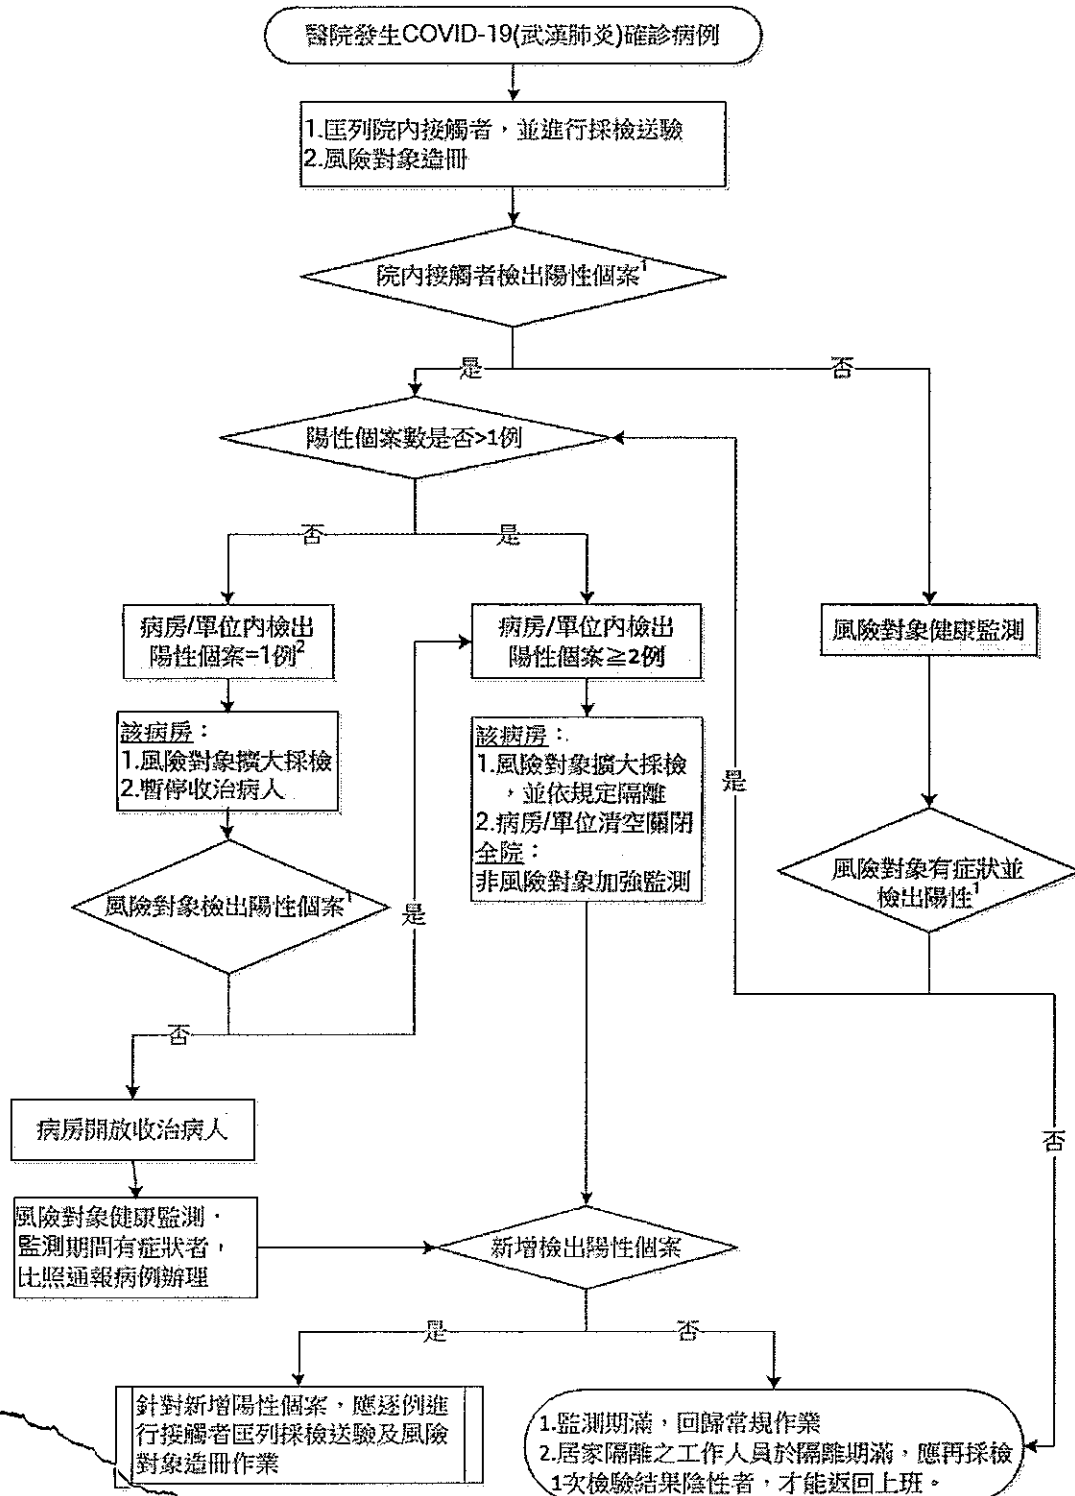 醫院發生COVID-19(武漢肺炎)確診病例
1.匡列院內接觸者，並進行採檢送驗
2.風險對象造冊
院內接觸者檢出陽性個案1
是
否
陽性個案數是否>1例
否
是
病房/單位內檢出
陽性個案=1例2
病房/單位內檢出
陽性個案≧2例
風險對象健康監測
該病房：
1.風險對象擴大採檢
2.暫停收治病人
該病房：
1.風險對象擴大採檢
，並依規定隔離
2.病房/單位清空關閉
全院：
非風險對象加強監測
是
風險對象有症狀並
檢出陽性1
風險對象檢出陽性個案1
是
否
病房開放收治病人
否
風險對象健康監測，
監測期間有症狀者，
比照通報病例辦理
新增檢出陽性個案
是
否
針對新增陽性個案，應逐例進
行接觸者匡列採檢送驗及風險
對象造冊作業
1.監測期滿，回歸常規作業
2.居家隔離之工作人員於隔離期滿，應再採檢
1次檢驗結果陰性者，才能返回上班。